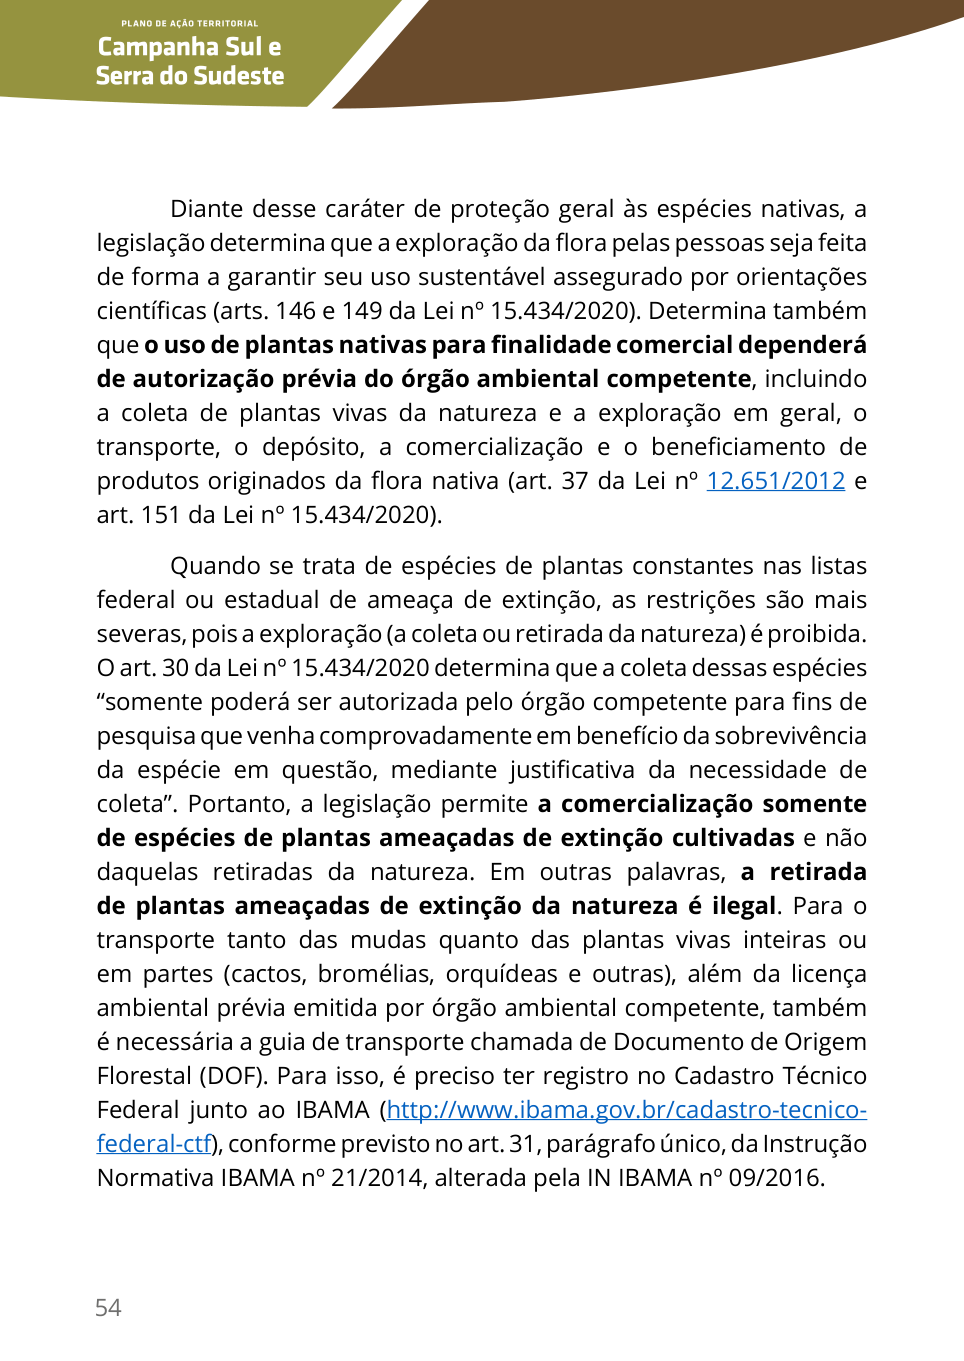 PLANO DE AÇÃO TERRITORIAL
Campanha Sul e
Serra do Sudeste
Diante desse caráter de proteção geral às espécies nativas, a
legislação determina que a exploração da flora pelas pessoas seja feita
de forma a garantir seu uso sustentável assegurado por orientações
científicas (arts. 146 e 149 da Lei nº 15.434/2020). Determina também
que o uso de plantas nativas para finalidade comercial dependerá
de autorização prévia do órgão ambiental competente, incluindo
a coleta de plantas vivas da natureza e a exploração em geral, o
transporte, o depósito, a comercialização e o beneficiamento de
produtos originados da flora nativa (art. 37 da Lei nº 12.651/2012 e
art. 151 da Lei nº 15.434/2020).
Quando se trata de espécies de plantas constantes nas listas
federal ou estadual de ameaça de extinção, as restrições são mais
severas, pois a exploração (a coleta ou retirada da natureza) é proibida.
O art. 30 da Lei nº 15.434/2020 determina que a coleta dessas espécies
“somente poderá ser autorizada pelo órgão competente para fins de
pesquisa que venha comprovadamente em benefício da sobrevivência
da espécie em questão, mediante justificativa da necessidade de
coleta”. Portanto, a legislação permite a comercialização somente
de espécies de plantas ameaçadas de extinção cultivadas e não
daquelas retiradas da natureza. Em outras palavras, a retirada
de plantas ameaçadas de extinção da natureza é ilegal. Para o
transporte tanto das mudas quanto das plantas vivas inteiras ou
em partes (cactos, bromélias, orquídeas e outras), além da licença
ambiental prévia emitida por órgão ambiental competente, também
é necessária a guia de transporte chamada de Documento de Origem
Florestal (DOF). Para isso, é preciso ter registro no Cadastro Técnico
Federal junto ao IBAMA (http://www.ibama.gov.br/cadastro-tecnico-
federal-ctf), conforme previsto no art. 31, parágrafo único, da Instrução
Normativa IBAMA nº 21/2014, alterada pela IN IBAMA nº 09/2016.
54